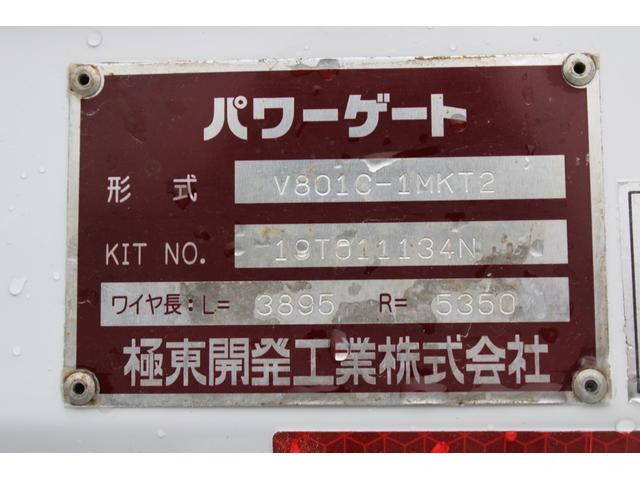 パワーゲート
形式 V801C-1MKT2
KIT NO. 19T011134N
ワイヤ長:L= 3895 R= 5350
極東開発工業株式会社